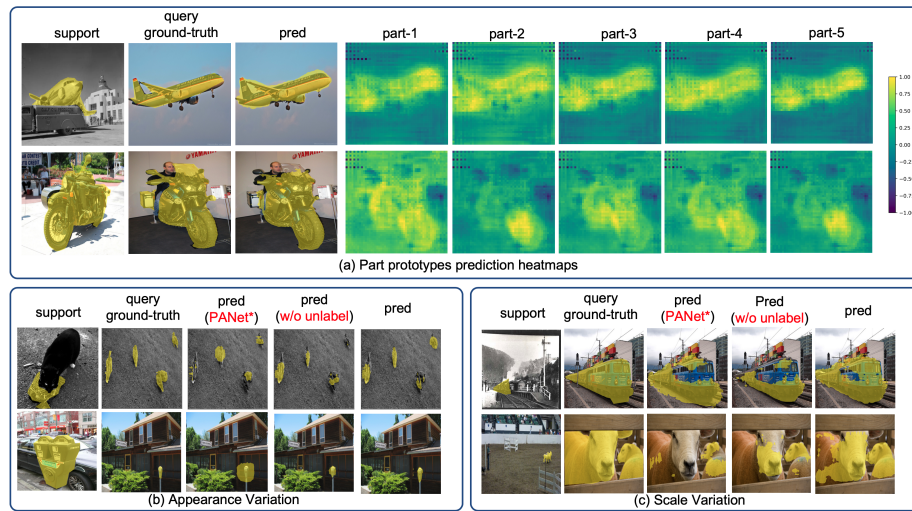 support
query
ground-truth
pred
part-1
part-2
part-3
part-4
part-5
YAMAHA
1.00
0.75
0.50
0.25
0.00
−0.25
−0.50
−0.75
−1.00
(a) Part prototypes prediction heatmaps
support
query
ground-truth
pred
(PANet*)
pred
(w/o unlabel)
pred
(b) Appearance Variation
support
query
ground-truth
pred
(PANet*)
Pred
(w/o unlabel)
pred
(c) Scale Variation